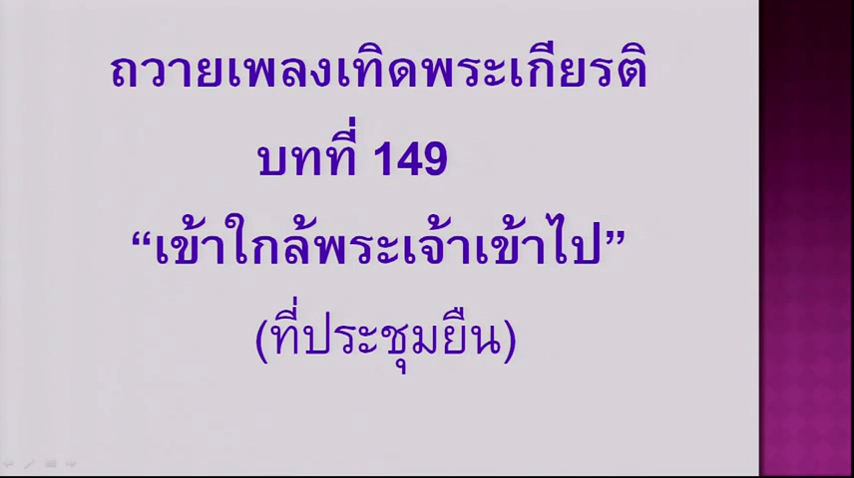 ถวายเพลงเทิดพระเกียรติ
บทที่ 149
“เข้าใกล้พระเจ้าเข้าไป”
(ที่ประชุมยืน)